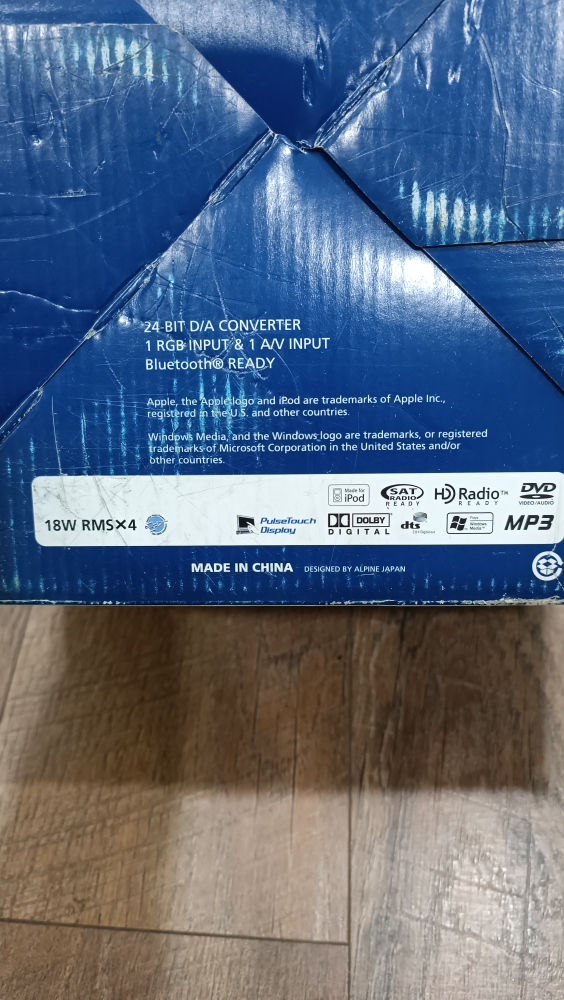 24-BIT D/A CONVERTER
1 RGB INPUT & 1 A/V INPUT
Bluetooth® READY
Apple, the Apple logo and iPod are trademarks of Apple Inc.,
registered in the U.S. and other countries.
Windows Media, and the Windows logo are trademarks, or registered
trademarks of Microsoft Corporation in the United States and/or
other countries.
Made for iPod
SAT RADIO READY
HD Radio™ READY
DVD VIDEO/AUDIO
18W RMS×4
PulseTouch Display
DOLBY DIGITAL
dts
Plays Windows Media™
MP3
MADE IN CHINA DESIGNED BY ALPINE JAPAN